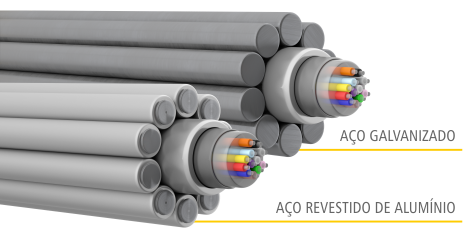 AÇO GALVANIZADO
AÇO REVESTIDO DE ALUMÍNIO